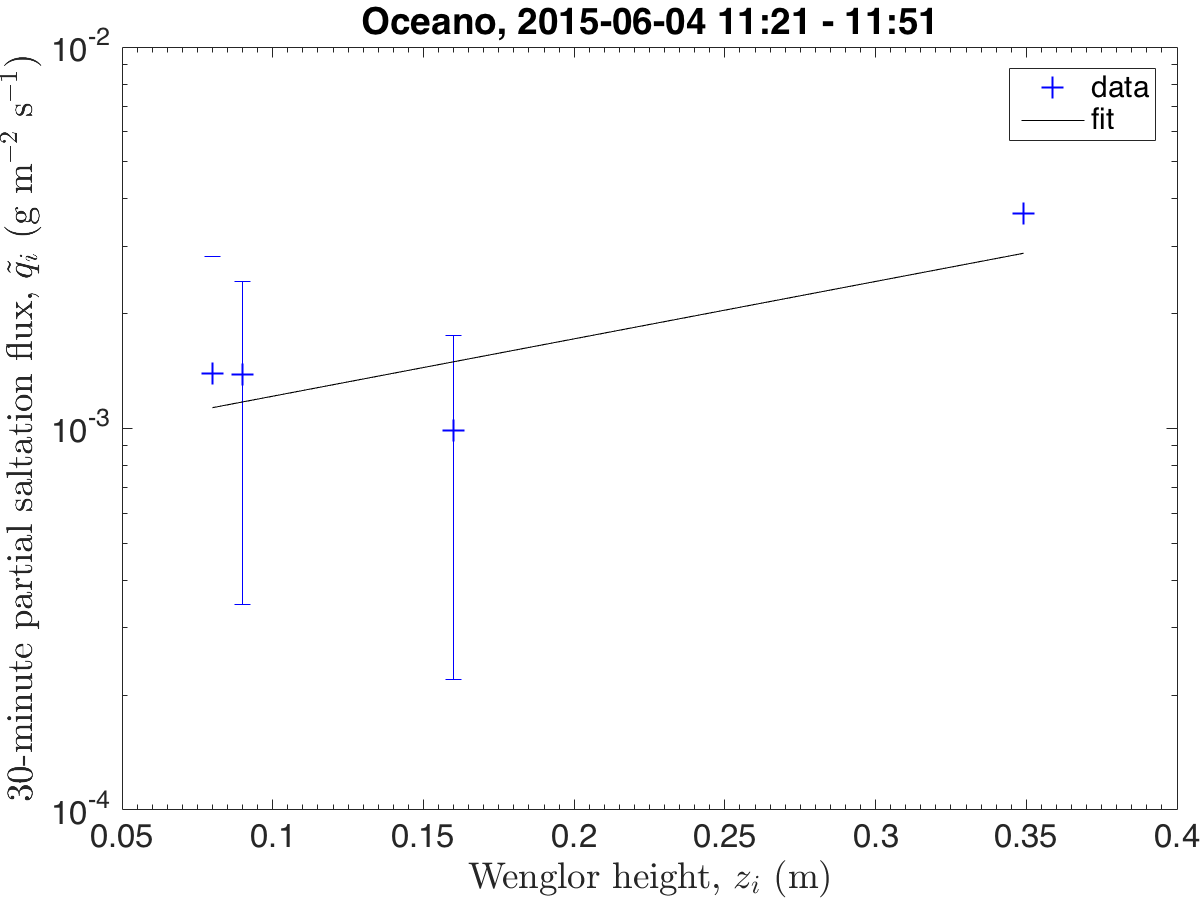 Oceano, 2015-06-04 11:21 - 11:51
10⁻²
10⁻³
10⁻⁴
30-minute partial saltation flux, q̃ᵢ (g m⁻² s⁻¹)
data
fit
0.05 0.1 0.15 0.2 0.25 0.3 0.35 0.4
Wenglor height, zᵢ (m)